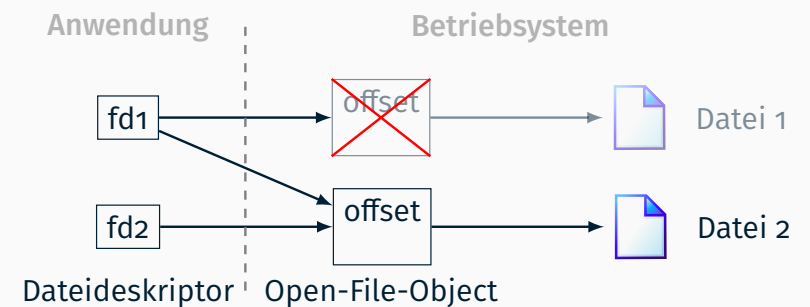 Anwendung Betriebsystem
fd1 offset Datei 1
fd2 offset Datei 2
Dateideskriptor Open-File-Object